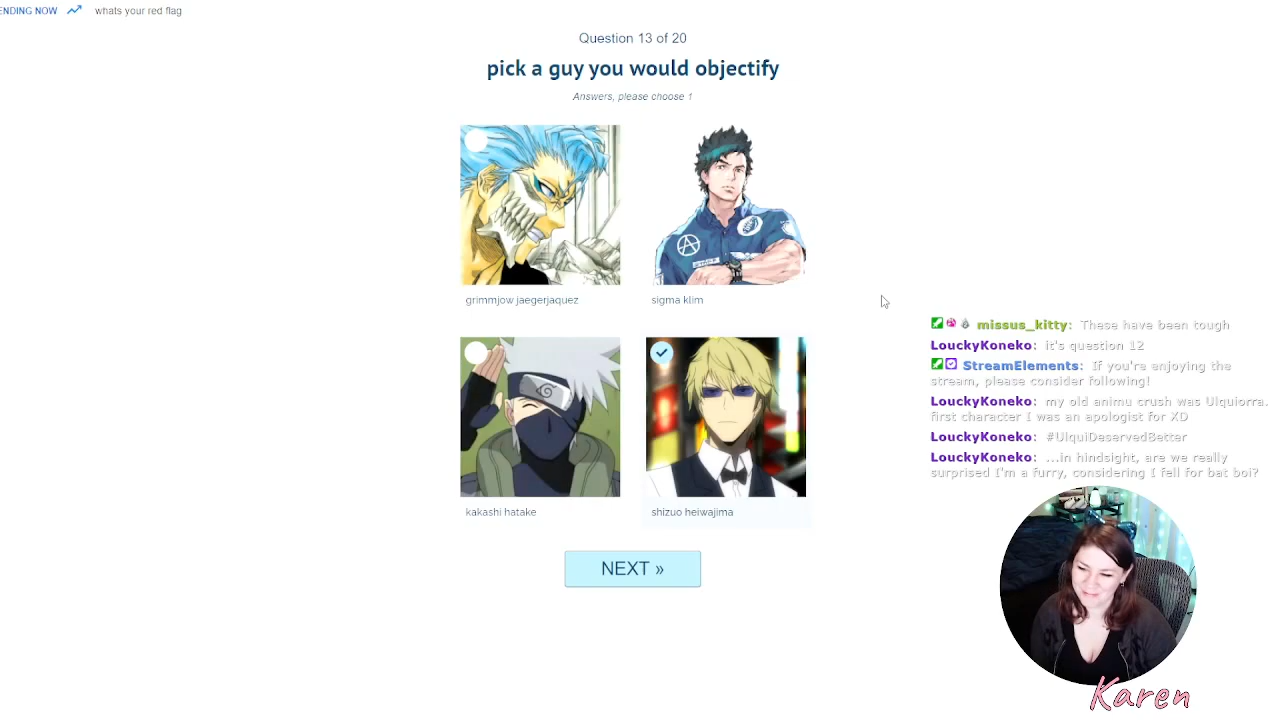 ENDING NOW whats your red flag
Question 13 of 20
pick a guy you would objectify
Answers, please choose 1
grimmjow jaegerjaquez
sigma klim
kakashi hatake
shizuo heiwajima
NEXT »
missus_kitty: These have been tough
LouckyKoneko: it's question 12
StreamElements: If you're enjoying the
stream, please consider following!
LouckyKoneko: my old animu crush was Ulquiorra.
first character I was an apologist for XD
LouckyKoneko: #UlquiDeservedBetter
LouckyKoneko: ...in hindsight, are we really
surprised I'm a furry, considering I fell for bat boi?
Karen